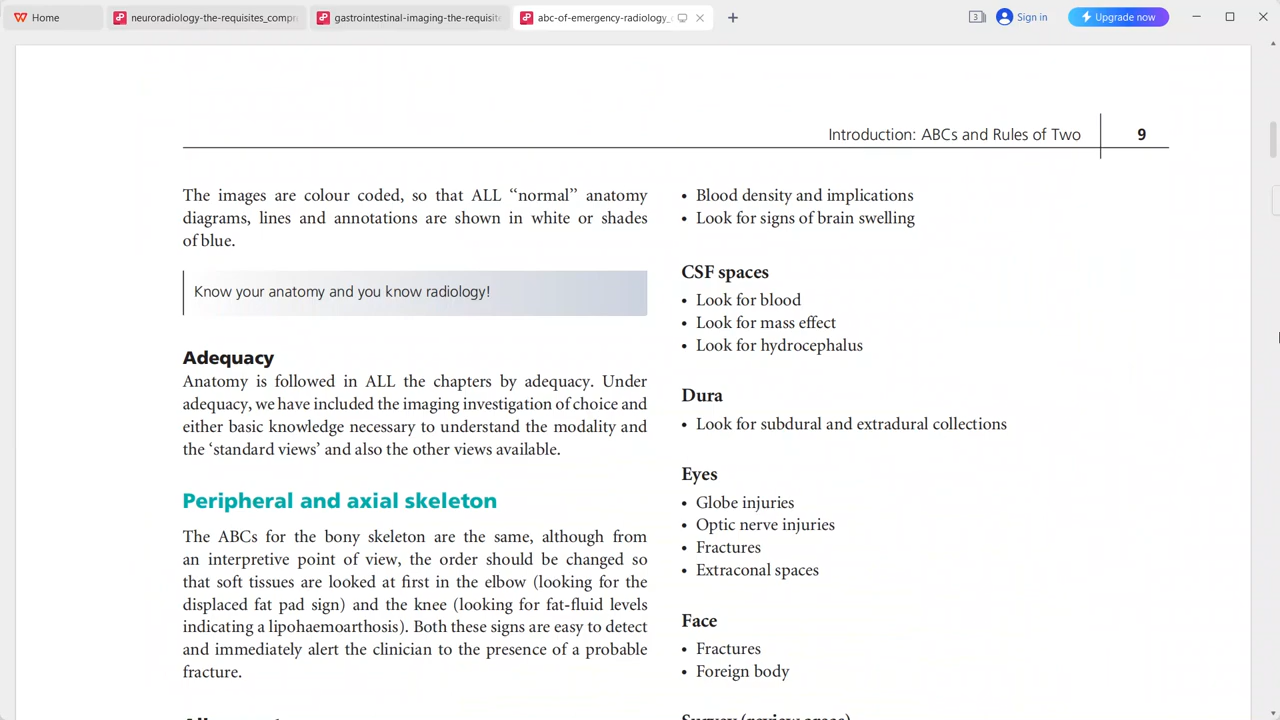 Home
neuroradiology-the-requisites_compr
gastrointestinal-imaging-the-requisite
abc-of-emergency-radiology_
3
Sign in
Upgrade now
Introduction: ABCs and Rules of Two
9
The images are colour coded, so that ALL “normal” anatomy
diagrams, lines and annotations are shown in white or shades
of blue.
Know your anatomy and you know radiology!
Adequacy
Anatomy is followed in ALL the chapters by adequacy. Under
adequacy, we have included the imaging investigation of choice and
either basic knowledge necessary to understand the modality and
the ‘standard views’ and also the other views available.
Peripheral and axial skeleton
The ABCs for the bony skeleton are the same, although from
an interpretive point of view, the order should be changed so
that soft tissues are looked at first in the elbow (looking for the
displaced fat pad sign) and the knee (looking for fat-fluid levels
indicating a lipohaemoarthosis). Both these signs are easy to detect
and immediately alert the clinician to the presence of a probable
fracture.
• Blood density and implications
• Look for signs of brain swelling
CSF spaces
• Look for blood
• Look for mass effect
• Look for hydrocephalus
Dura
• Look for subdural and extradural collections
Eyes
• Globe injuries
• Optic nerve injuries
• Fractures
• Extraconal spaces
Face
• Fractures
• Foreign body
Survey (review areas)